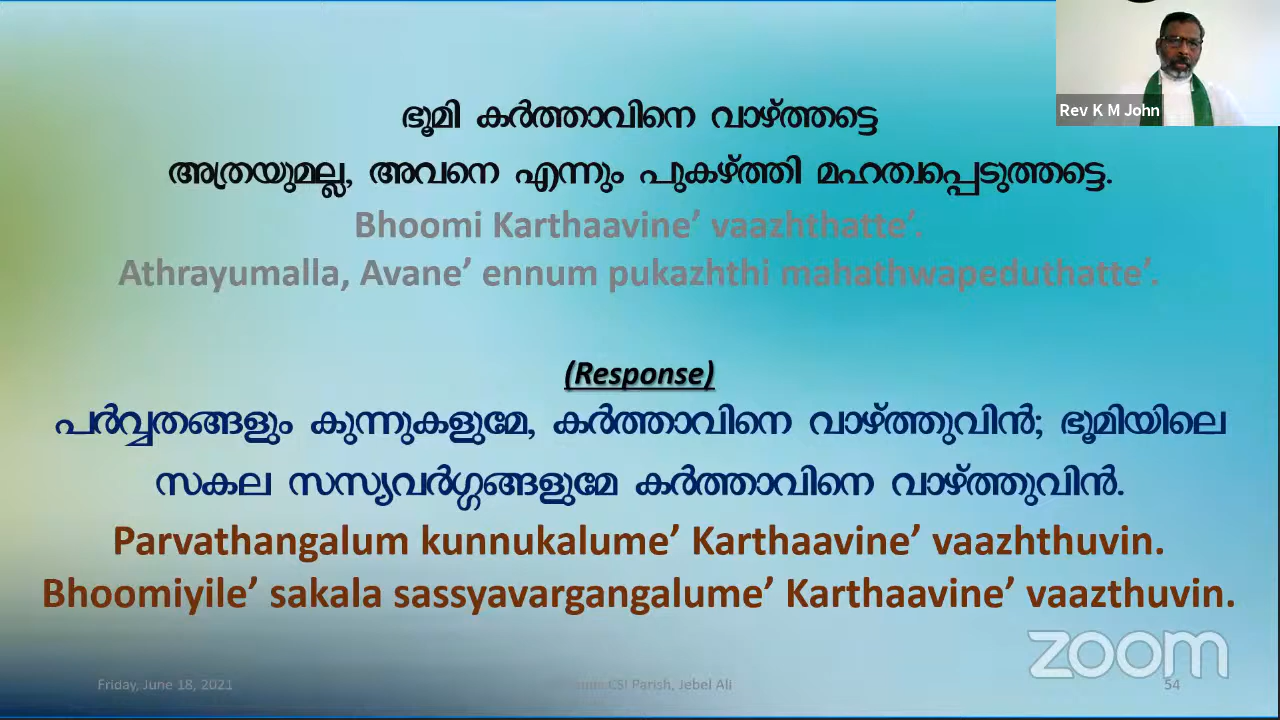 Rev K M John
ഭൂമി കർത്താവിനെ വാഴ്ത്തട്ടെ
അത്രയുമല്ല, അവനെ എന്നും പുകഴ്ത്തി മഹത്വപ്പെടുത്തട്ടെ.
Bhoomi Karthaavine’ vaazhthatte’.
Athrayumalla, Avane’ ennum pukazhthi mahathwapeduthatte’.
(Response)
പർവ്വതങ്ങളും കുന്നുകളുമേ, കർത്താവിനെ വാഴ്ത്തുവിൻ; ഭൂമിയിലെ
സകല സസ്യവർഗ്ഗങ്ങളുമേ കർത്താവിനെ വാഴ്ത്തുവിൻ.
Parvathangalum kunnukalume’ Karthaavine’ vaazhthuvin.
Bhoomiyile’ sakala sassyavargangalume’ Karthaavine’ vaazthuvin.
zoom
Friday, June 18, 2021
CSI Parish, Jebel Ali
54